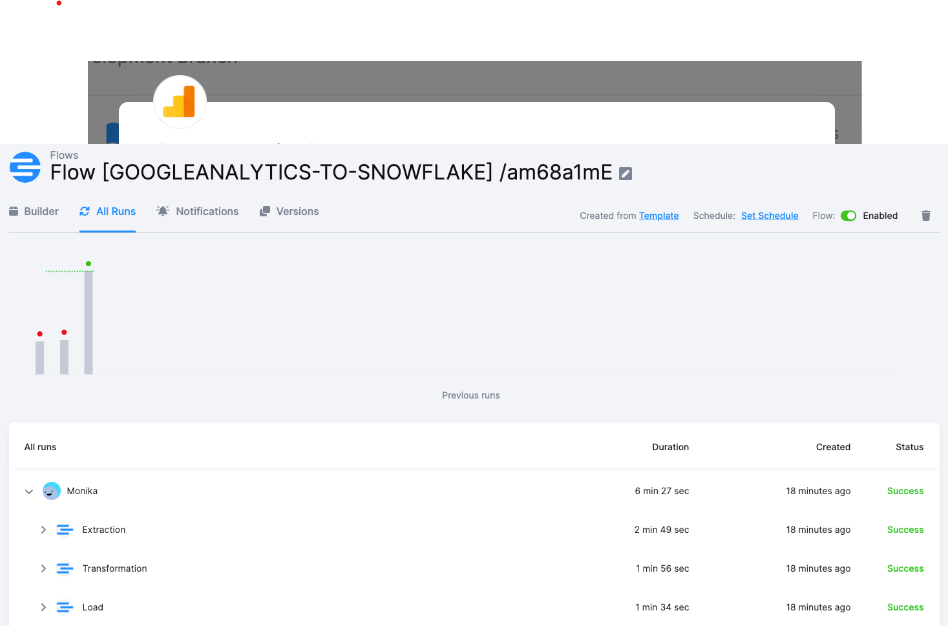 Flows
Flow [GOOGLEANALYTICS-TO-SNOWFLAKE] /am68a1mE
Builder All Runs Notifications Versions Created from Template Schedule: Set Schedule Flow: Enabled
Previous runs
All runs Duration Created Status
Monika 6 min 27 sec 18 minutes ago Success
Extraction 2 min 49 sec 18 minutes ago Success
Transformation 1 min 56 sec 18 minutes ago Success
Load 1 min 34 sec 18 minutes ago Success